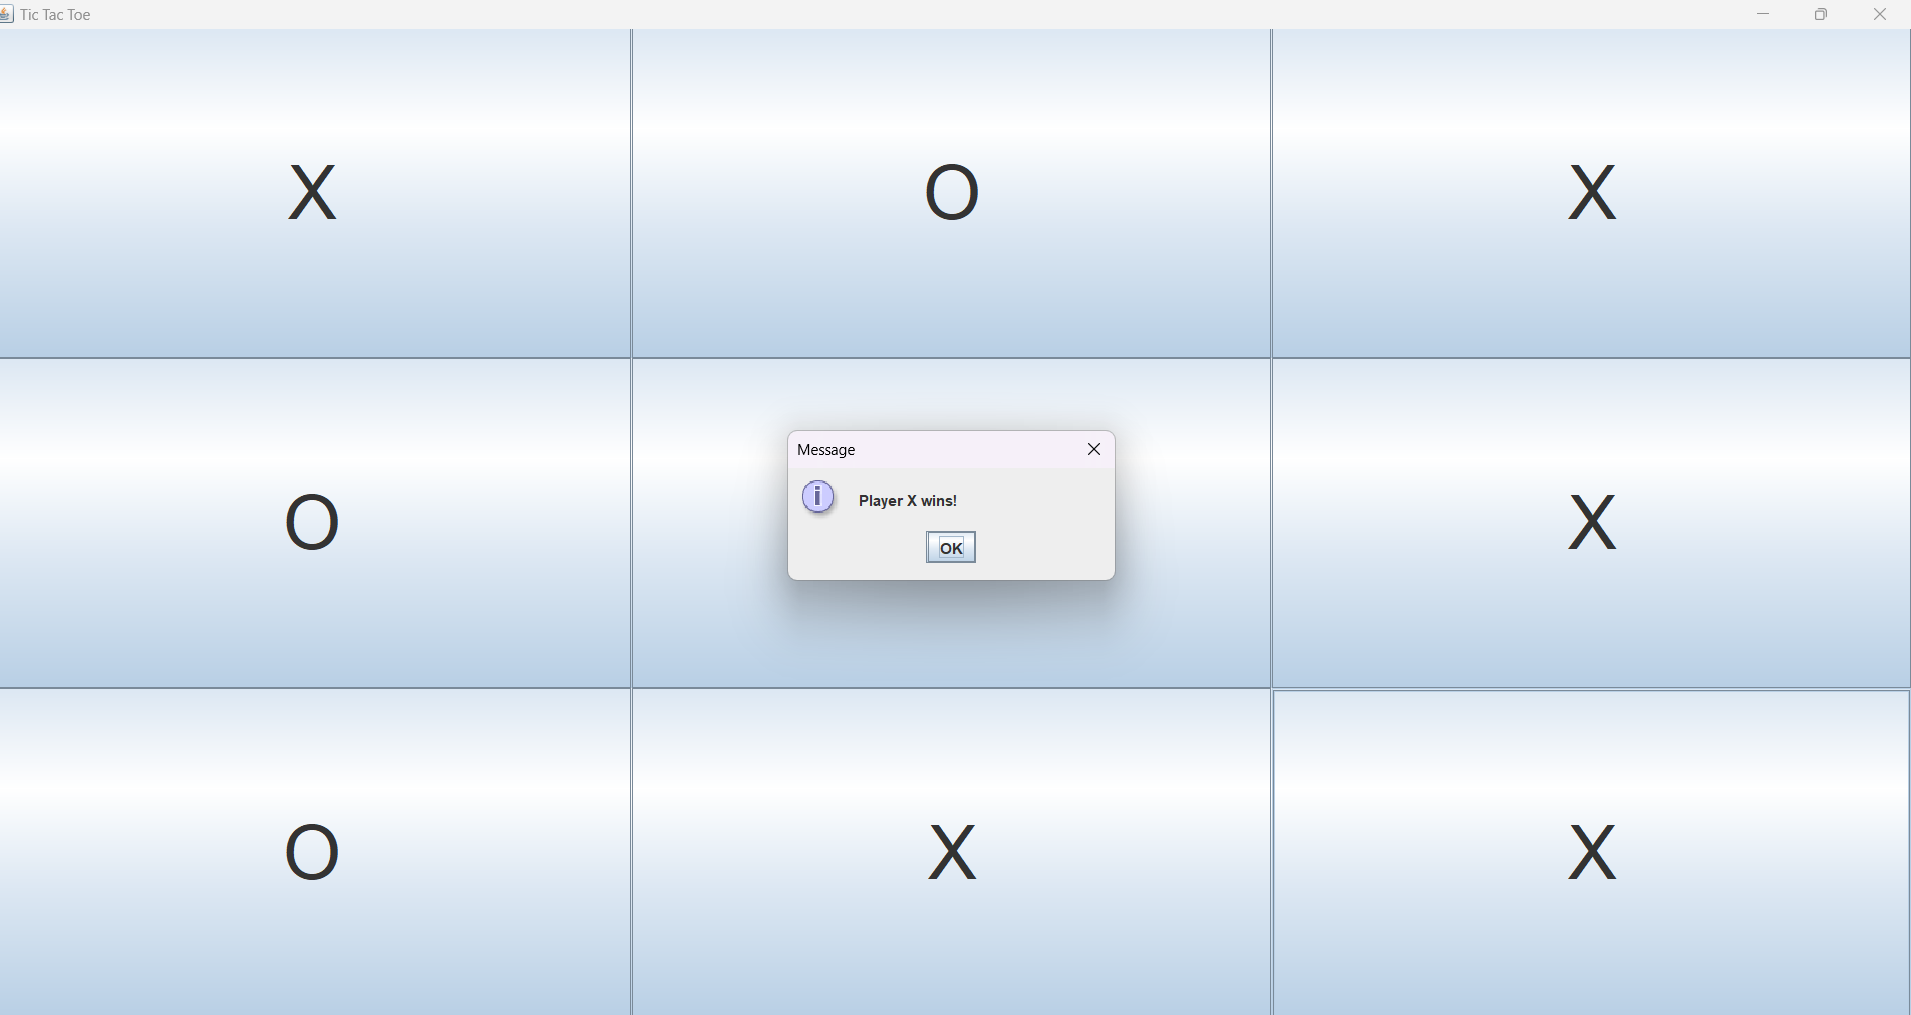 Tic Tac Toe
X O X
O X
Message
Player X wins!
OK
O X X